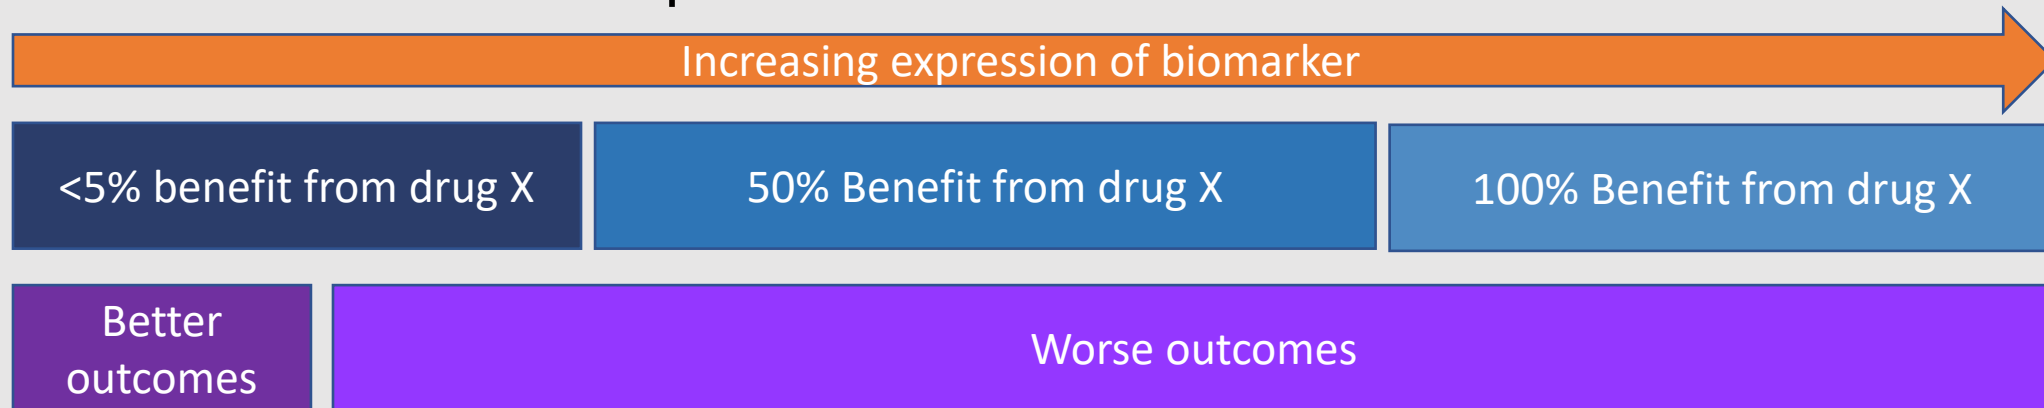 Increasing expression of biomarker
<5% benefit from drug X
50% Benefit from drug X
100% Benefit from drug X
Better
outcomes
Worse outcomes